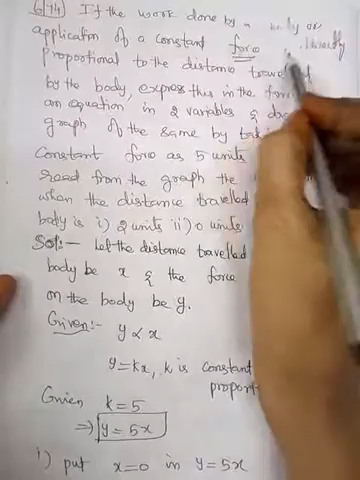 6) If the work done by a body on
application of a constant force is directly
proportional to the distance travelled
by the body, express this in the form
an equation in 2 variables & draw
graph of the same by taking
Constant force as 5 units
read from the graph the
when the distance travelled
body is i) 2 units ii) 0 units
Sol:- Let the distance travelled
body be x & the force
on the body be y.
Given:- y ∝ x
y = kx, k is constant
proport
Given k = 5
⇒ y = 5x
i) put x = 0 in y = 5x